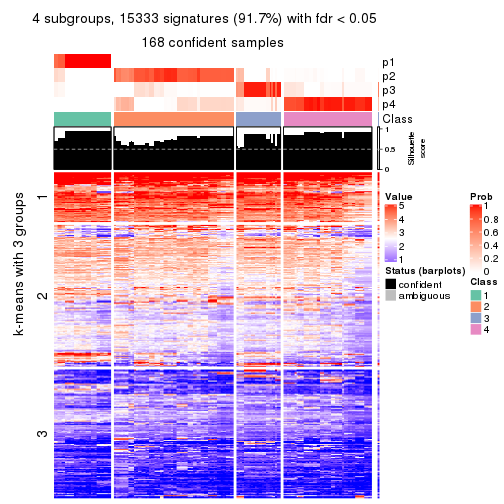 4 subgroups, 15333 signatures (91.7%) with fdr < 0.05
168 confident samples
p1
p2
p3
p4
Class
1
0.5
0
Silhouette
score
k-means with 3 groups
1
2
3
Value
5
4
3
2
1
Prob
1
0.8
0.6
0.4
0.2
0
Status (barplots)
confident
ambiguous
Class
1
2
3
4